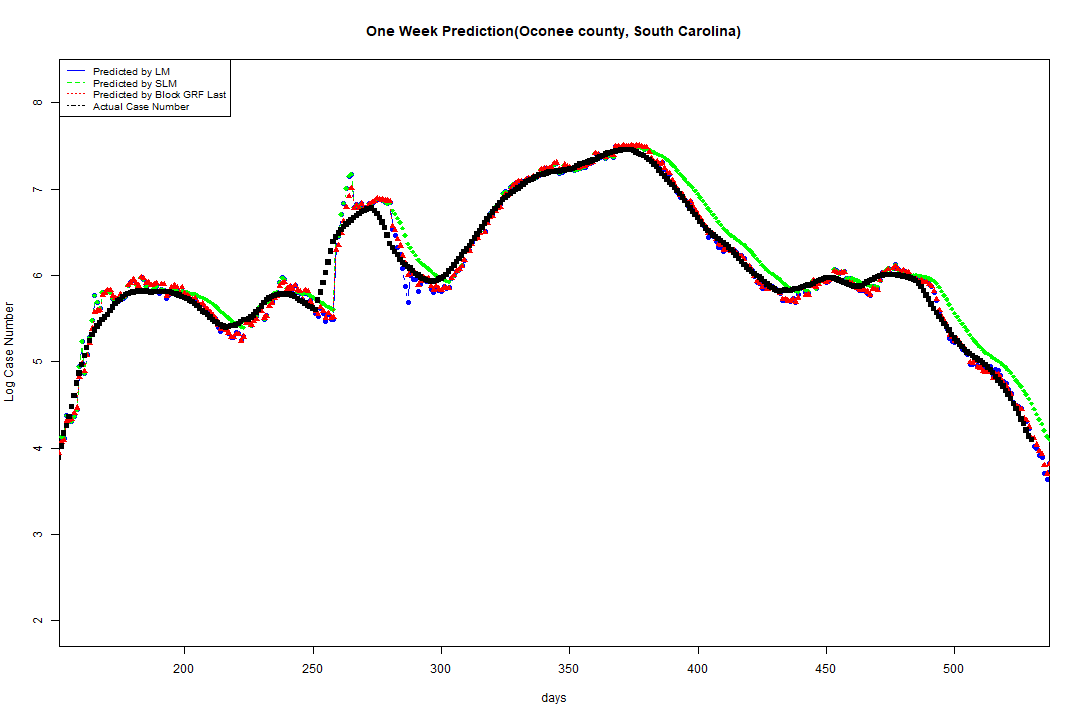 One Week Prediction(Oconee county, South Carolina)
Predicted by LM
Predicted by SLM
Predicted by Block GRF Last
Actual Case Number
8
7
6
5
4
3
2
Log Case Number
200 250 300 350 400 450 500
days